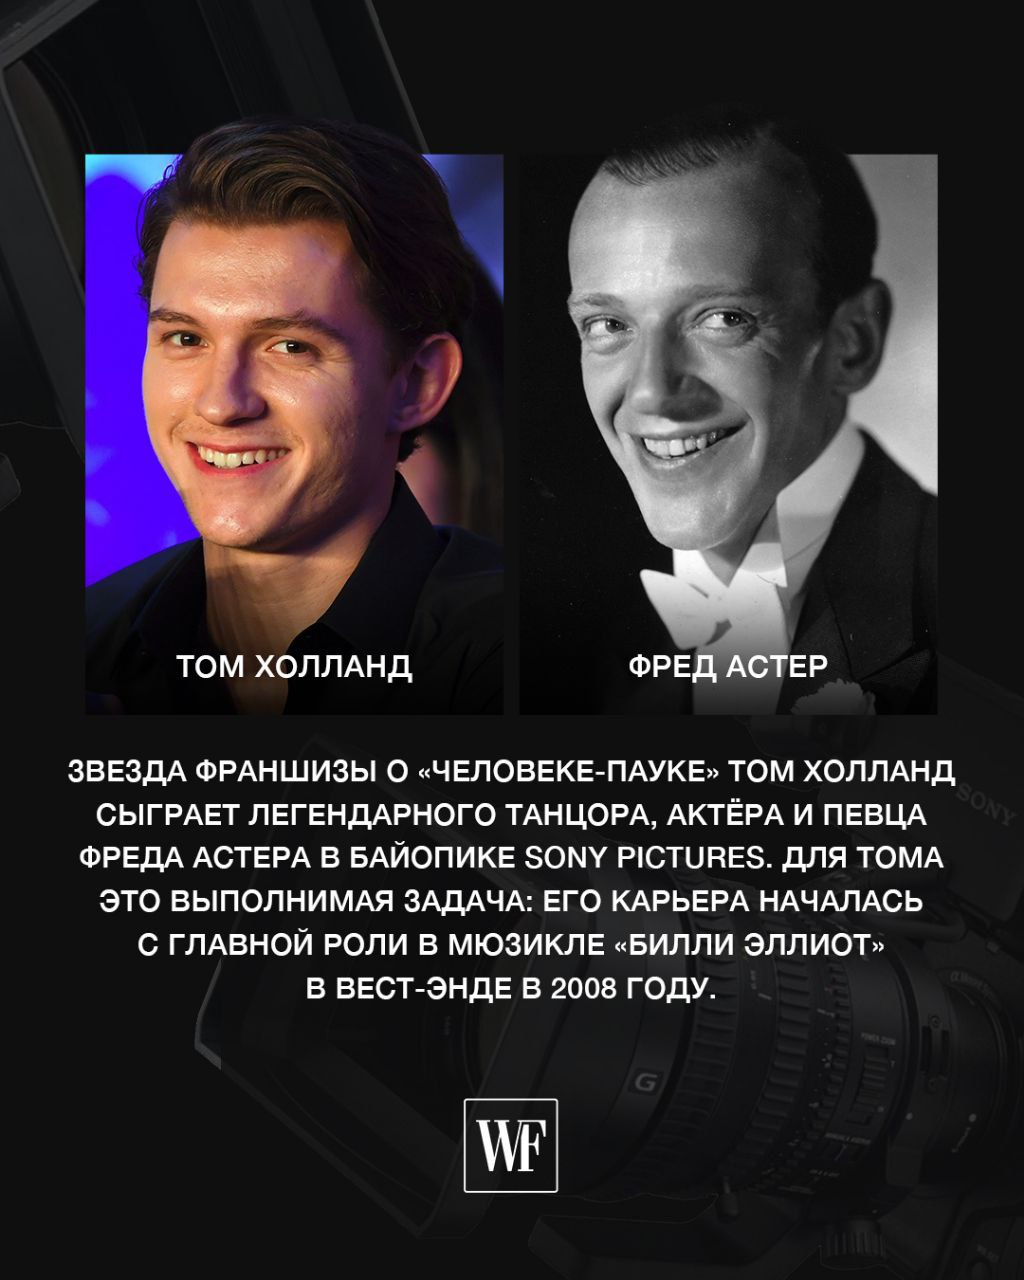 ТОМ ХОЛЛАНД
ФРЕД АСТЕР
ЗВЕЗДА ФРАНШИЗЫ О «ЧЕЛОВЕКЕ-ПАУКЕ» ТОМ ХОЛЛАНД
СЫГРАЕТ ЛЕГЕНДАРНОГО ТАНЦОРА, АКТЁРА И ПЕВЦА
ФРЕДА АСТЕРА В БАЙОПИКЕ SONY PICTURES. ДЛЯ ТОМА
ЭТО ВЫПОЛНИМАЯ ЗАДАЧА: ЕГО КАРЬЕРА НАЧАЛАСЬ
С ГЛАВНОЙ РОЛИ В МЮЗИКЛЕ «БИЛЛИ ЭЛЛИОТ»
В ВЕСТ-ЭНДЕ В 2008 ГОДУ.
SONY
G
WF